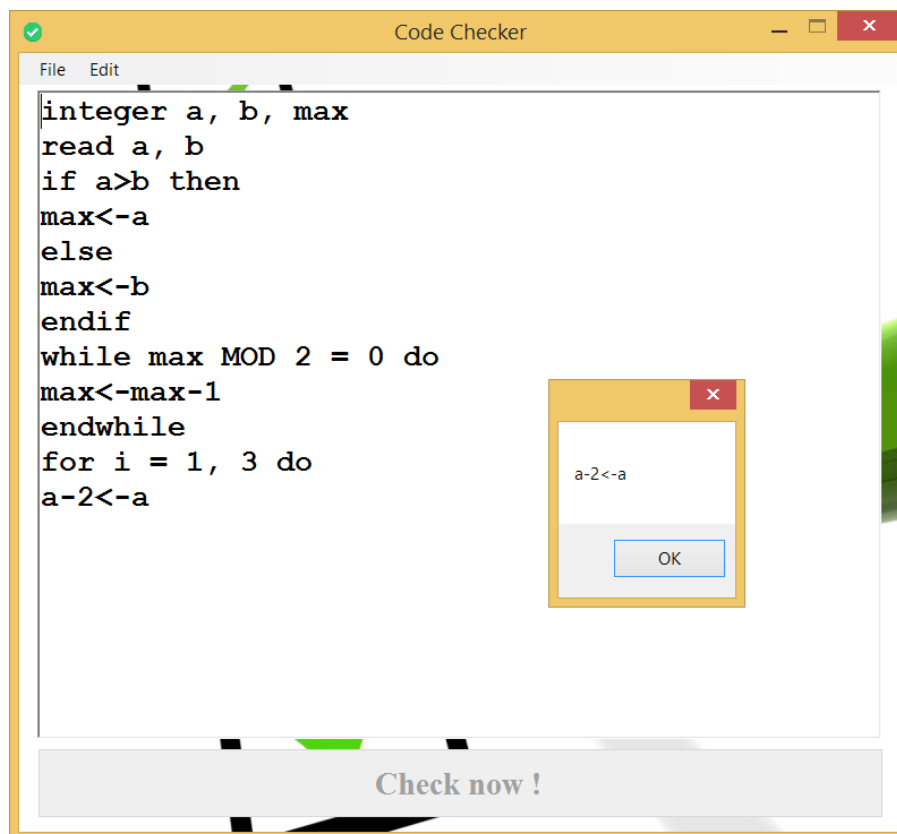 Code Checker
File Edit
integer a, b, max
read a, b
if a>b then
max<-a
else
max<-b
endif
while max MOD 2 = 0 do
max<-max-1
endwhile
for i = 1, 3 do
a-2<-a
a-2<-a
OK
Check now !